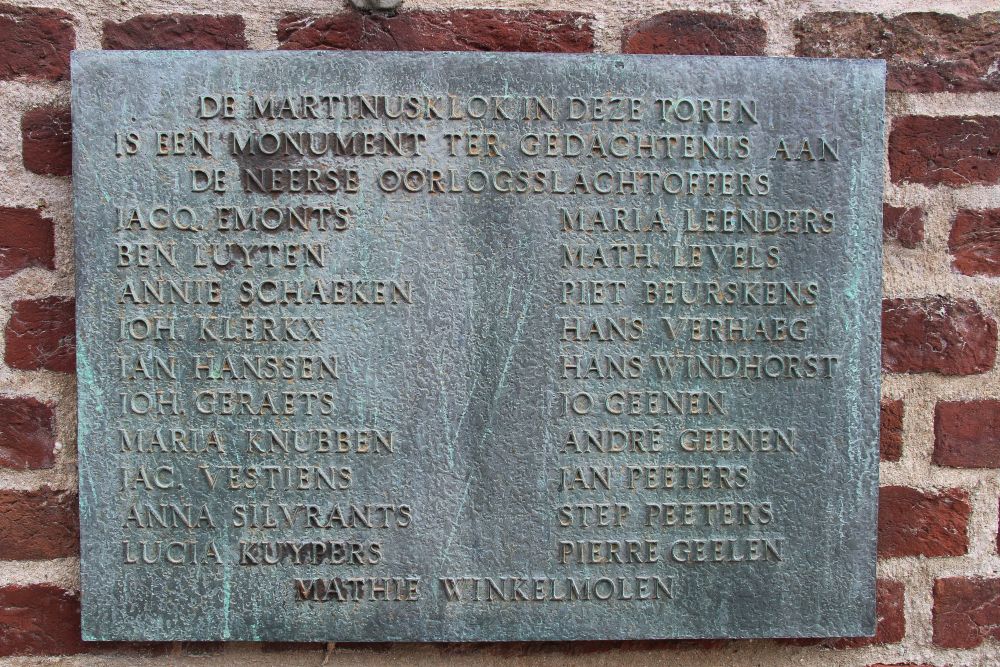 DE MARTINUSKLOK IN DEZE TOREN
IS EEN MONUMENT TER GEDACHTENIS AAN
DE NEERSE OORLOGSSLACHTOFFERS
JACQ. EMONTS
BEN LUYTEN
ANNIE SCHAEKEN
JOH. KLERKX
JAN HANSSEN
JOH. GERAETS
MARIA KNUBBEN
JAC. VESTJENS
ANNA SILVRANTS
LUCIA KUYPERS
MARIA LEENDERS
MATH. LEVELS
PIET BEURSKENS
HANS VERHAEG
HANS WINDHORST
JO GEENEN
ANDRÉ GEENEN
JAN PEETERS
STEP PEETERS
PIERRE GEELEN
MATHIE WINKELMOLEN